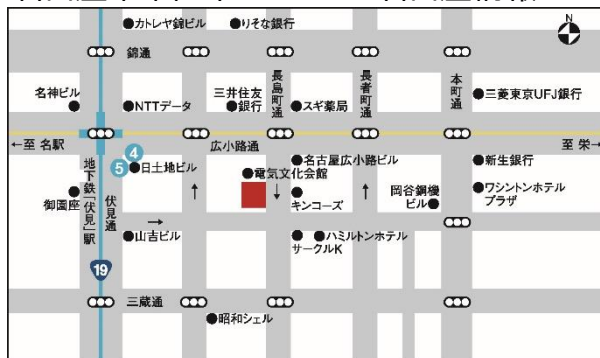 カトレヤ錦ビル
りそな銀行
N
錦通
名神ビル
NTTデータ
三井住友
銀行
長島町通
スギ薬局
長者町通
本町通
三菱東京UFJ銀行
←至 名駅
広小路通
至 栄→
地下鉄「伏見」駅
伏見通
4
5
日土地ビル
名古屋広小路ビル
新生銀行
電気文化会館
御園座
キンコーズ
岡谷鋼機
ビル
ワシントンホテル
プラザ
山吉ビル
ハミルトンホテル
サークルK
19
三蔵通
昭和シェル